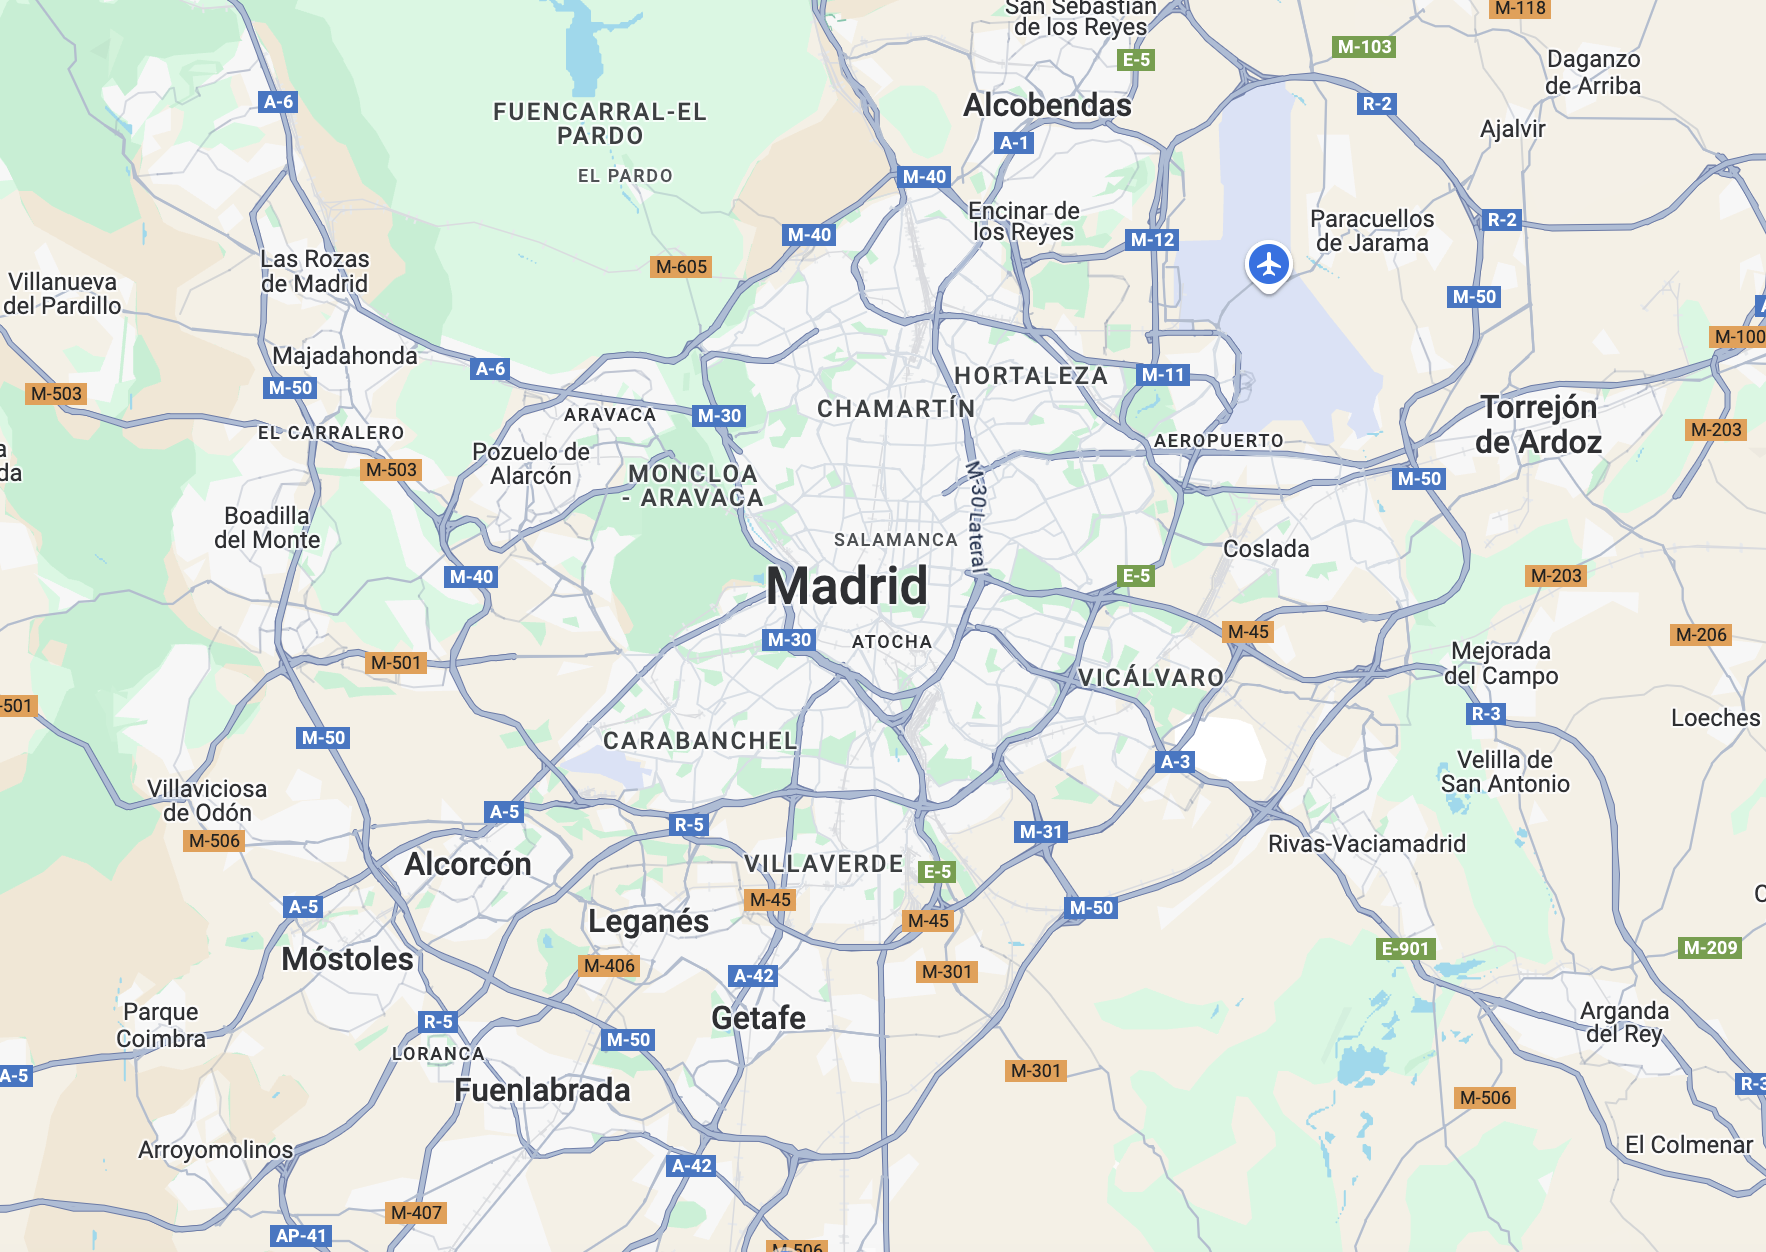 San Sebastián
de los Reyes
M-118
M-103
E-5
Daganzo
de Arriba
A-6
FUENCARRAL-EL
PARDO
Alcobendas
R-2
Ajalvir
A-1
EL PARDO
M-40
Encinar de
los Reyes
Paracuellos
de Jarama
R-2
M-40
M-12
Las Rozas
de Madrid
M-605
Villanueva
del Pardillo
M-50
M-100
Majadahonda
A-6
M-50
M-503
HORTALEZA
M-11
ARAVACA
M-30
CHAMARTÍN
Torrejón
de Ardoz
M-203
EL CARRALERO
AEROPUERTO
M-503
Pozuelo de
Alarcón
MONCLOA
- ARAVACA
M-30 Lateral
M-50
da
Boadilla
del Monte
SALAMANCA
Coslada
M-40
Madrid
E-5
M-203
M-30
ATOCHA
M-45
M-206
M-501
VICÁLVARO
Mejorada
del Campo
-501
R-3
Loeches
M-50
CARABANCHEL
A-3
Velilla de
San Antonio
Villaviciosa
de Odón
A-5
R-5
M-31
M-506
Rivas-Vaciamadrid
Alcorcón
VILLAVERDE
E-5
A-5
M-45
M-45
M-50
Leganés
Móstoles
M-406
A-42
M-301
E-901
M-209
Parque
Coimbra
R-5
Getafe
Arganda
del Rey
LORANCA
M-50
A-5
M-301
R-3
Fuenlabrada
M-506
Arroyomolinos
El Colmenar
A-42
M-407
AP-41
M-506